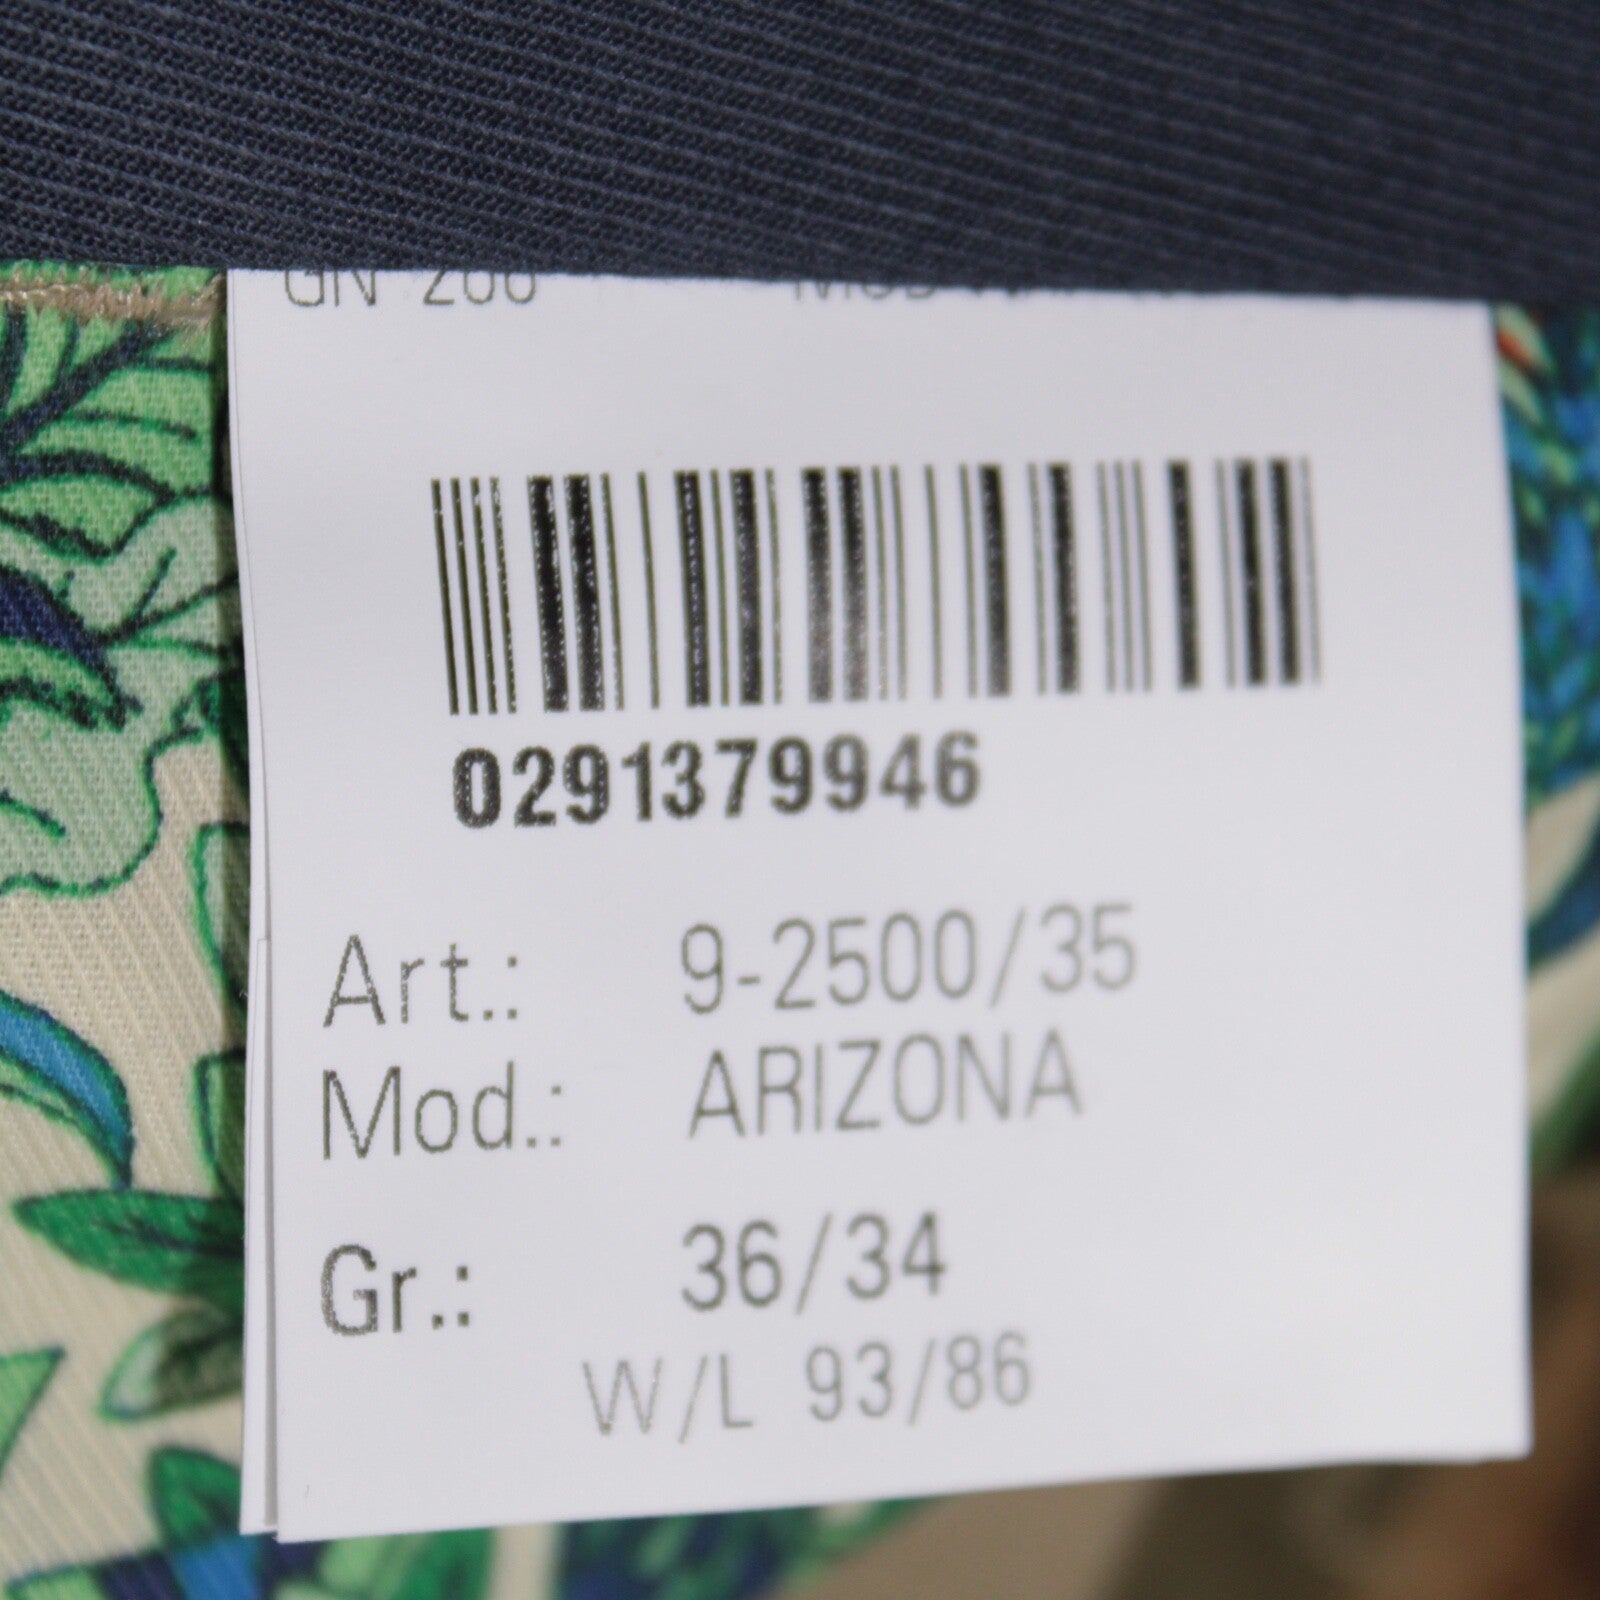 0291379946
Art.: 9-2500/35
Mod.: ARIZONA
Gr.: 36/34
W/L 93/86